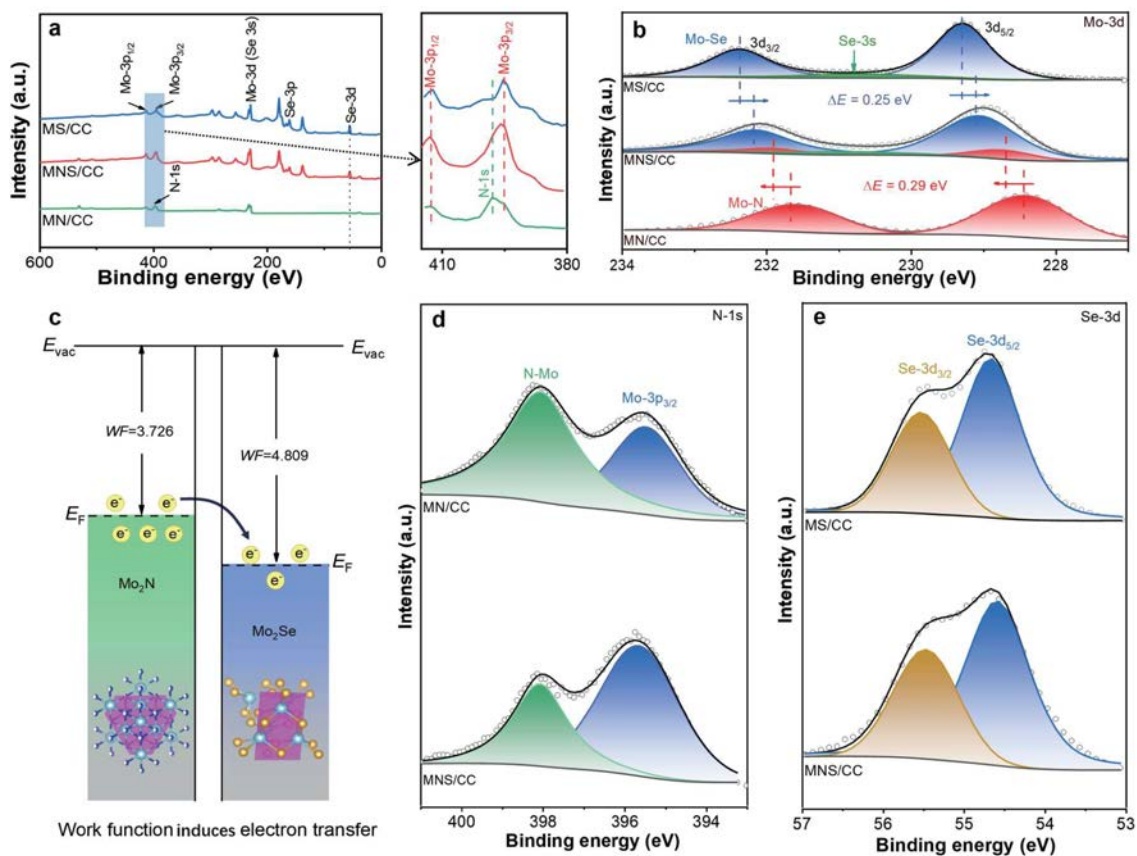 a
Intensity (a.u.)
Mo-3p1/2
Mo-3p3/2
Mo-3d (Se 3s)
Se-3p
Se-3d
MS/CC
MNS/CC
N-1s
MN/CC
600 400 200 0
Binding energy (eV)
Mo-3p1/2
Mo-3p3/2
N-1s
410 380
Binding energy (eV)
b
Mo-3d
Intensity (a.u.)
Mo-Se
3d3/2
Se-3s
3d5/2
MS/CC
ΔE = 0.25 eV
MNS/CC
ΔE = 0.29 eV
Mo-N
MN/CC
234 232 230 228
Binding energy (eV)
c
Evac
Evac
WF=3.726
WF=4.809
e- e-
EF
e- e- e-
e- e-
EF
e-
Mo2N
Mo2Se
Work function induces electron transfer
d
N-1s
Intensity (a.u.)
N-Mo
Mo-3p3/2
MN/CC
MNS/CC
400 398 396 394
Binding energy (eV)
e
Se-3d
Intensity (a.u.)
Se-3d5/2
Se-3d3/2
MS/CC
MNS/CC
57 56 55 54 53
Binding energy (eV)